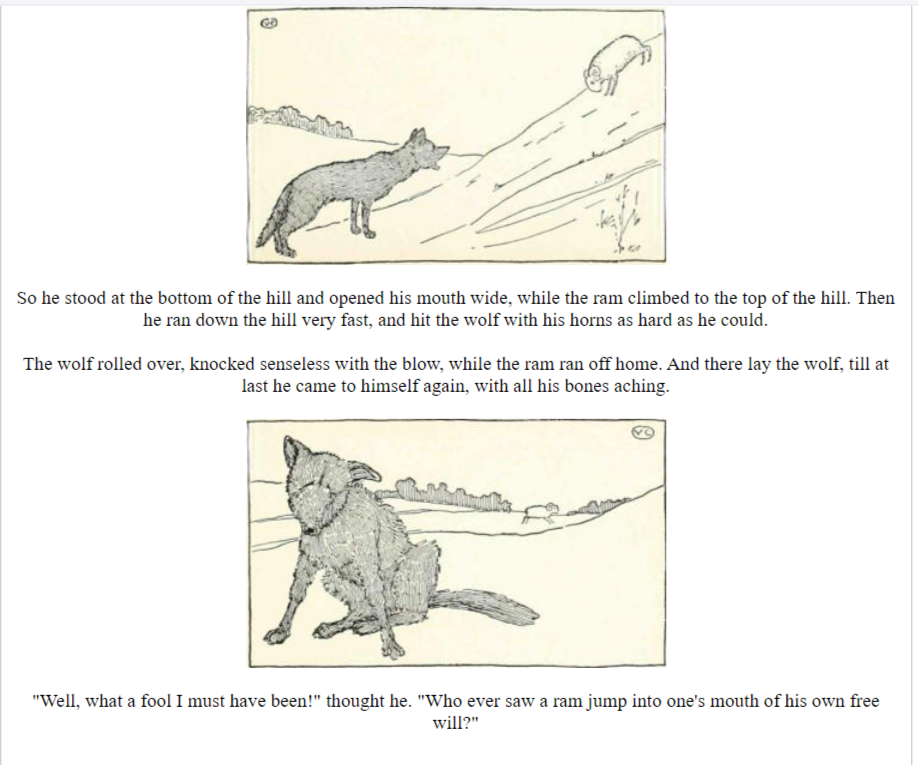 So he stood at the bottom of the hill and opened his mouth wide, while the ram climbed to the top of the hill. Then
he ran down the hill very fast, and hit the wolf with his horns as hard as he could.
The wolf rolled over, knocked senseless with the blow, while the ram ran off home. And there lay the wolf, till at
last he came to himself again, with all his bones aching.
VC
"Well, what a fool I must have been!" thought he. "Who ever saw a ram jump into one's mouth of his own free
will?"